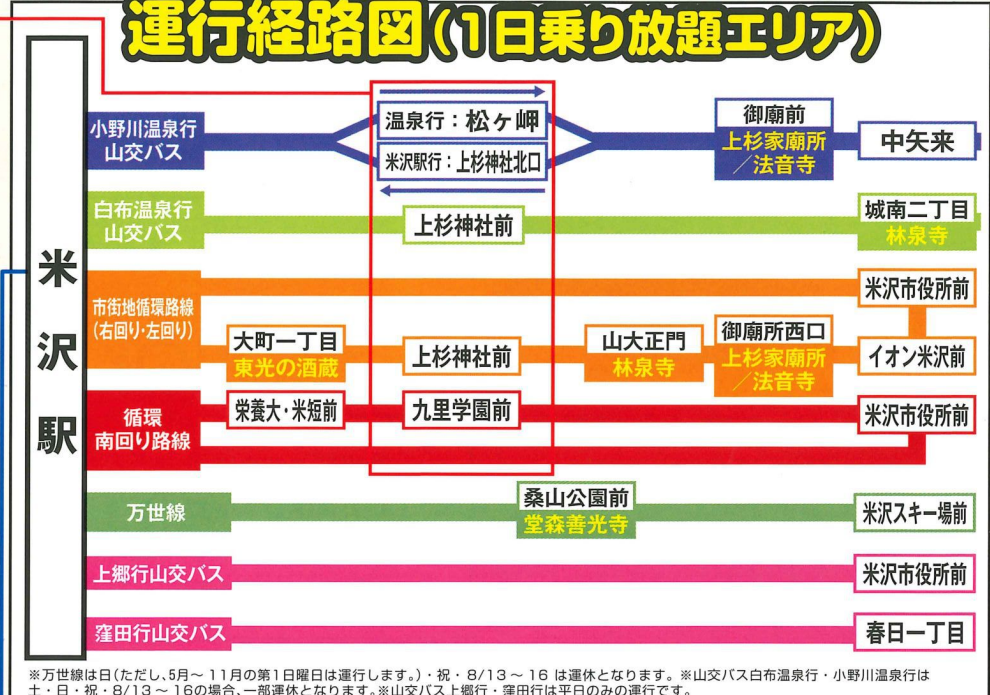 運行経路図(1日乗り放題エリア)
米沢駅
小野川温泉行
山交バス
温泉行：松ヶ岬
米沢駅行：上杉神社北口
御廟前
上杉家廟所
／法音寺
中矢来
白布温泉行
山交バス
上杉神社前
城南二丁目
林泉寺
市街地循環路線
(右回り・左回り)
米沢市役所前
大町一丁目
東光の酒蔵
上杉神社前
山大正門
林泉寺
御廟所西口
上杉家廟所
／法音寺
イオン米沢前
循環
南回り路線
栄養大・米短前
九里学園前
米沢市役所前
万世線
桑山公園前
堂森善光寺
米沢スキー場前
上郷行山交バス
米沢市役所前
窪田行山交バス
春日一丁目
※万世線は日(ただし、5月～11月の第1日曜日は運行します。)・祝・8/13～16 は運休となります。※山交バス白布温泉行・小野川温泉行は
土・日・祝・8/13～16の場合、一部運休となります。※山交バス上郷行・窪田行は平日のみの運行です。